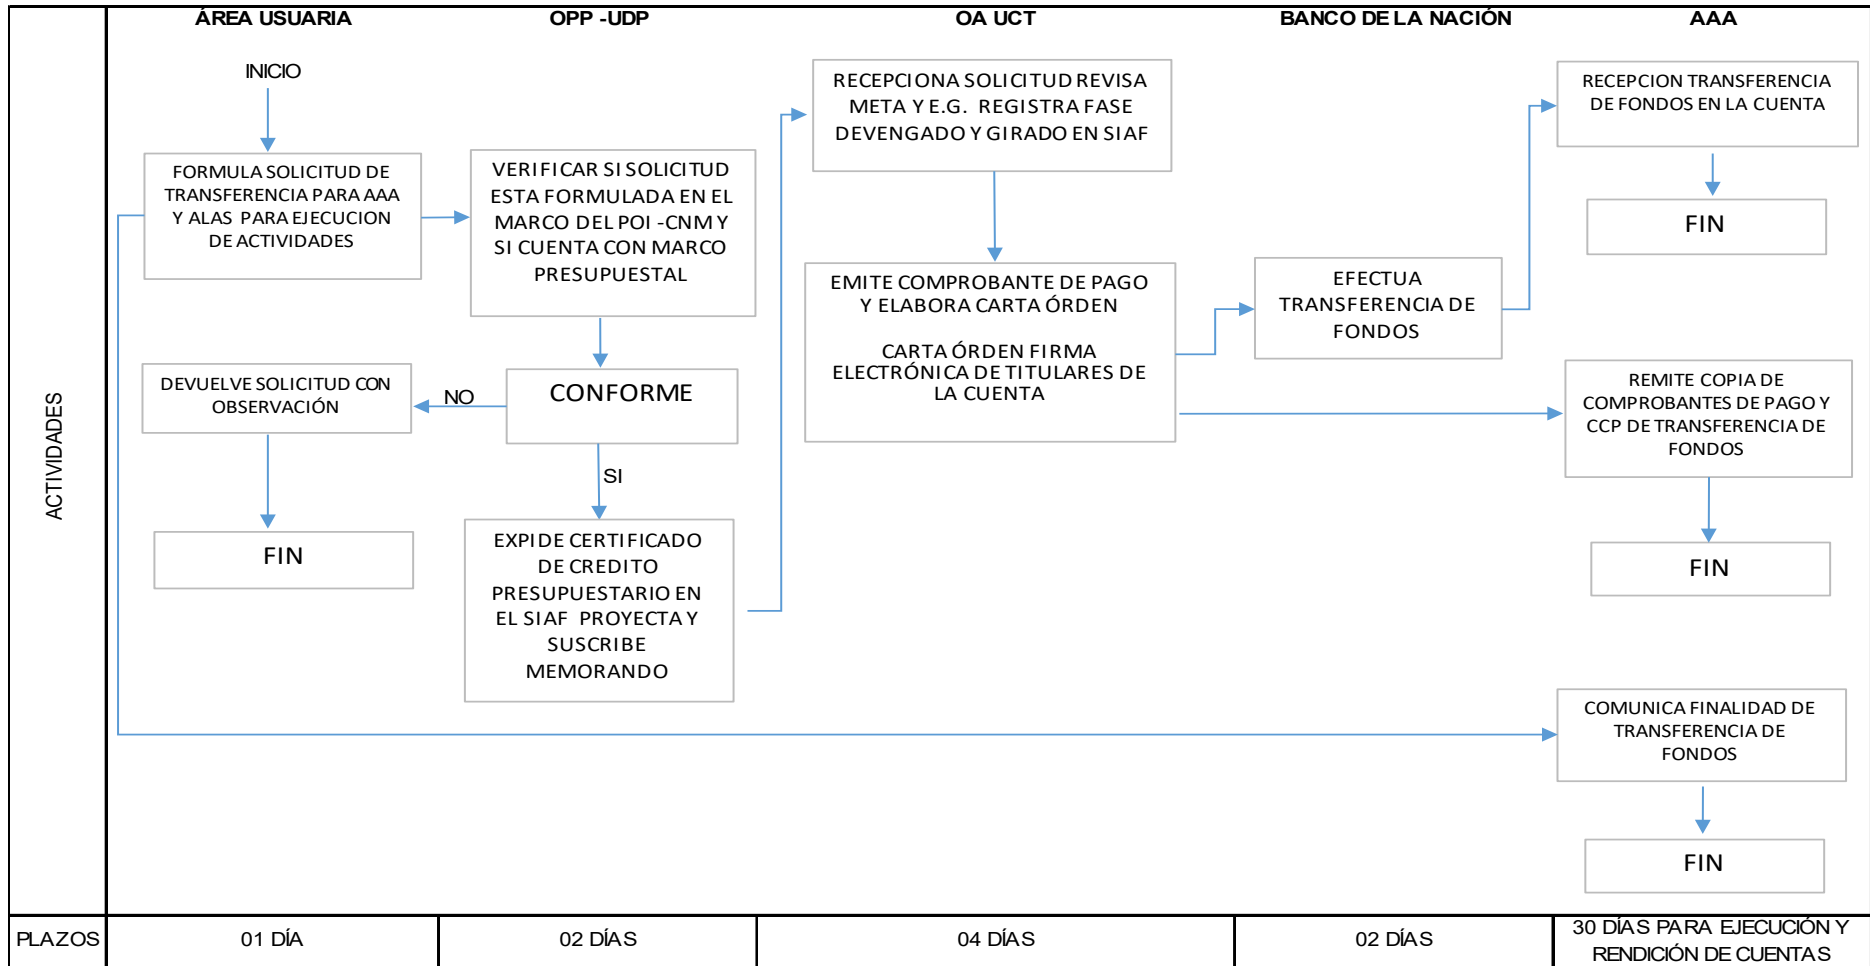 ÁREA USUARIA
OPP -UDP
OA UCT
BANCO DE LA NACIÓN
AAA
ACTIVIDADES
INICIO
FORMULA SOLICITUD DE
TRANSFERENCIA PARA AAA
Y ALAS PARA EJECUCION
DE ACTIVIDADES
DEVUELVE SOLICITUD CON
OBSERVACIÓN
FIN
VERIFICAR SI SOLICITUD
ESTA FORMULADA EN EL
MARCO DEL POI -CNM Y
SI CUENTA CON MARCO
PRESUPUESTAL
CONFORME
NO
SI
EXPIDE CERTIFICADO
DE CREDITO
PRESUPUESTARIO EN
EL SIAF PROYECTA Y
SUSCRIBE
MEMORANDO
RECEPCIONA SOLICITUD REVISA
META Y E.G. REGISTRA FASE
DEVENGADO Y GIRADO EN SIAF
EMITE COMPROBANTE DE PAGO
Y ELABORA CARTA ÓRDEN
CARTA ÓRDEN FIRMA
ELECTRÓNICA DE TITULARES DE
LA CUENTA
EFECTUA
TRANSFERENCIA DE
FONDOS
RECEPCION TRANSFERENCIA
DE FONDOS EN LA CUENTA
FIN
REMITE COPIA DE
COMPROBANTES DE PAGO Y
CCP DE TRANSFERENCIA DE
FONDOS
FIN
COMUNICA FINALIDAD DE
TRANSFERENCIA DE
FONDOS
FIN
PLAZOS
01 DÍA
02 DÍAS
04 DÍAS
02 DÍAS
30 DÍAS PARA EJECUCIÓN Y
RENDICIÓN DE CUENTAS